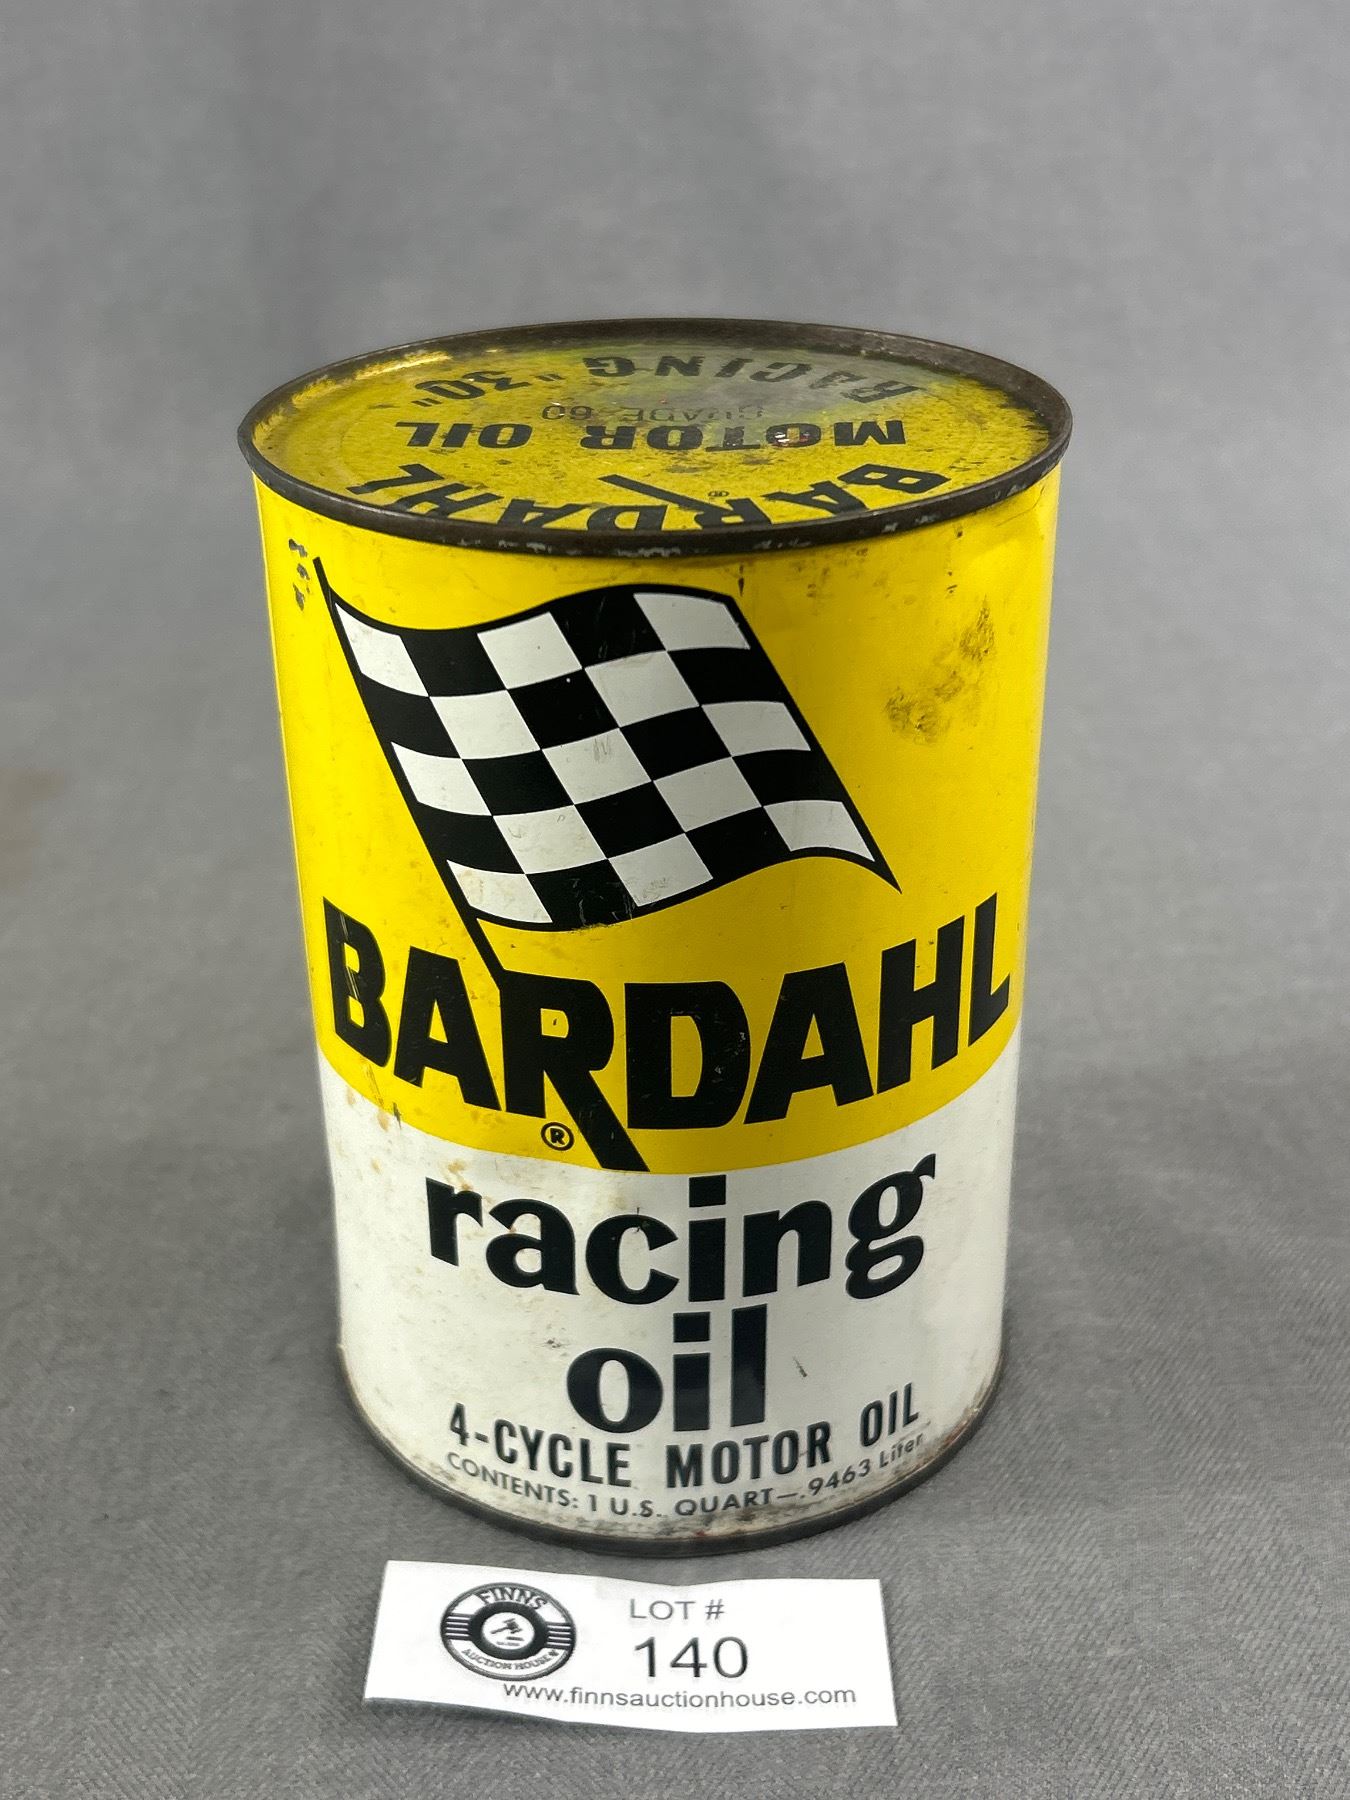 BARDAHL®
MOTOR OIL
GRADE 60
RACING "30"
BARDAHL
®
racing
oil
4-CYCLE MOTOR OIL
CONTENTS: 1 U.S. QUART—.9463 Liter
FINNS
AUCTION HOUSE
LOT #
140
www.finnsauctionhouse.com